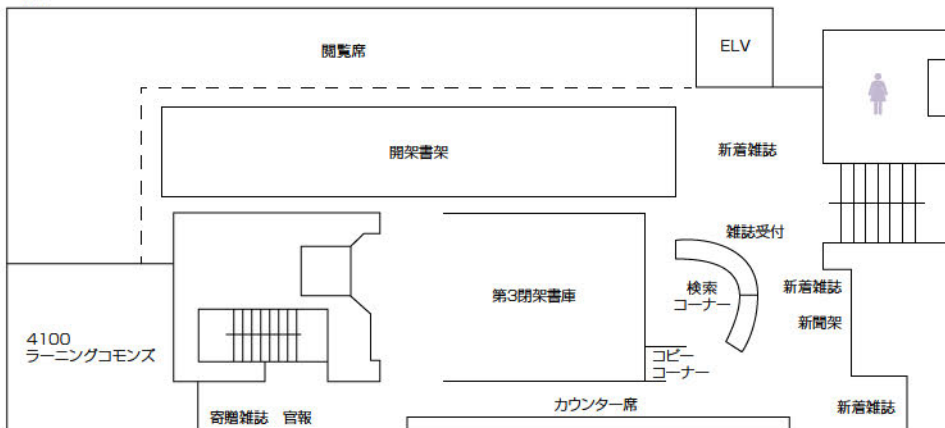 閲覧席
ELV
開架書架
新着雑誌
雑誌受付
第3閉架書庫
検索
コーナー
新着雑誌
新聞架
4100
ラーニングコモンズ
コピー
コーナー
カウンター席
新着雑誌
寄贈雑誌 官報